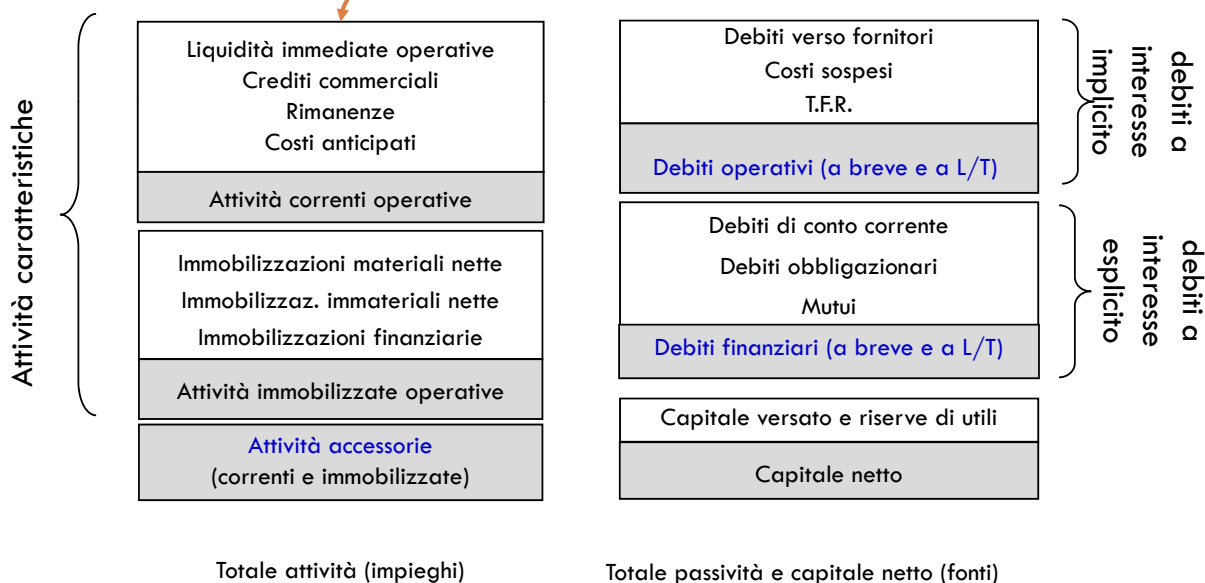 Attività caratteristiche
Liquidità immediate operative
Crediti commerciali
Rimanenze
Costi anticipati
Attività correnti operative
Immobilizzazioni materiali nette
Immobilizzaz. immateriali nette
Immobilizzazioni finanziarie
Attività immobilizzate operative
Attività accessorie
(correnti e immobilizzate)
Totale attività (impieghi)
Debiti verso fornitori
Costi sospesi
T.F.R.
Debiti operativi (a breve e a L/T)
debiti a
interesse
implicito
Debiti di conto corrente
Debiti obbligazionari
Mutui
Debiti finanziari (a breve e a L/T)
debiti a
interesse
esplicito
Capitale versato e riserve di utili
Capitale netto
Totale passività e capitale netto (fonti)